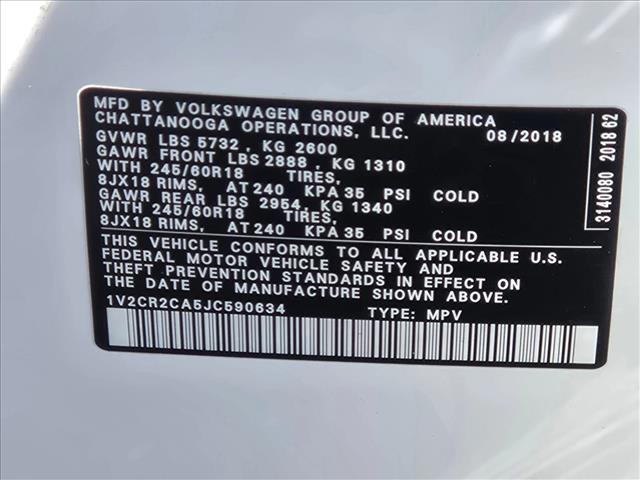 MFD BY VOLKSWAGEN GROUP OF AMERICA
CHATTANOOGA OPERATIONS, LLC. 08/2018
GVWR LBS 5732 , KG 2600
GAWR FRONT LBS 2888 , KG 1310
WITH 245/60R18 TIRES,
8JX18 RIMS, AT 240 KPA 35 PSI COLD
GAWR REAR LBS 2954, KG 1340
WITH 245/60R18 TIRES,
8JX18 RIMS, AT 240 KPA 35 PSI COLD
THIS VEHICLE CONFORMS TO ALL APPLICABLE U.S.
FEDERAL MOTOR VEHICLE SAFETY AND
THEFT PREVENTION STANDARDS IN EFFECT ON
THE DATE OF MANUFACTURE SHOWN ABOVE.
1V2CR2CA5JC590634 TYPE: MPV
3140080 2018 62